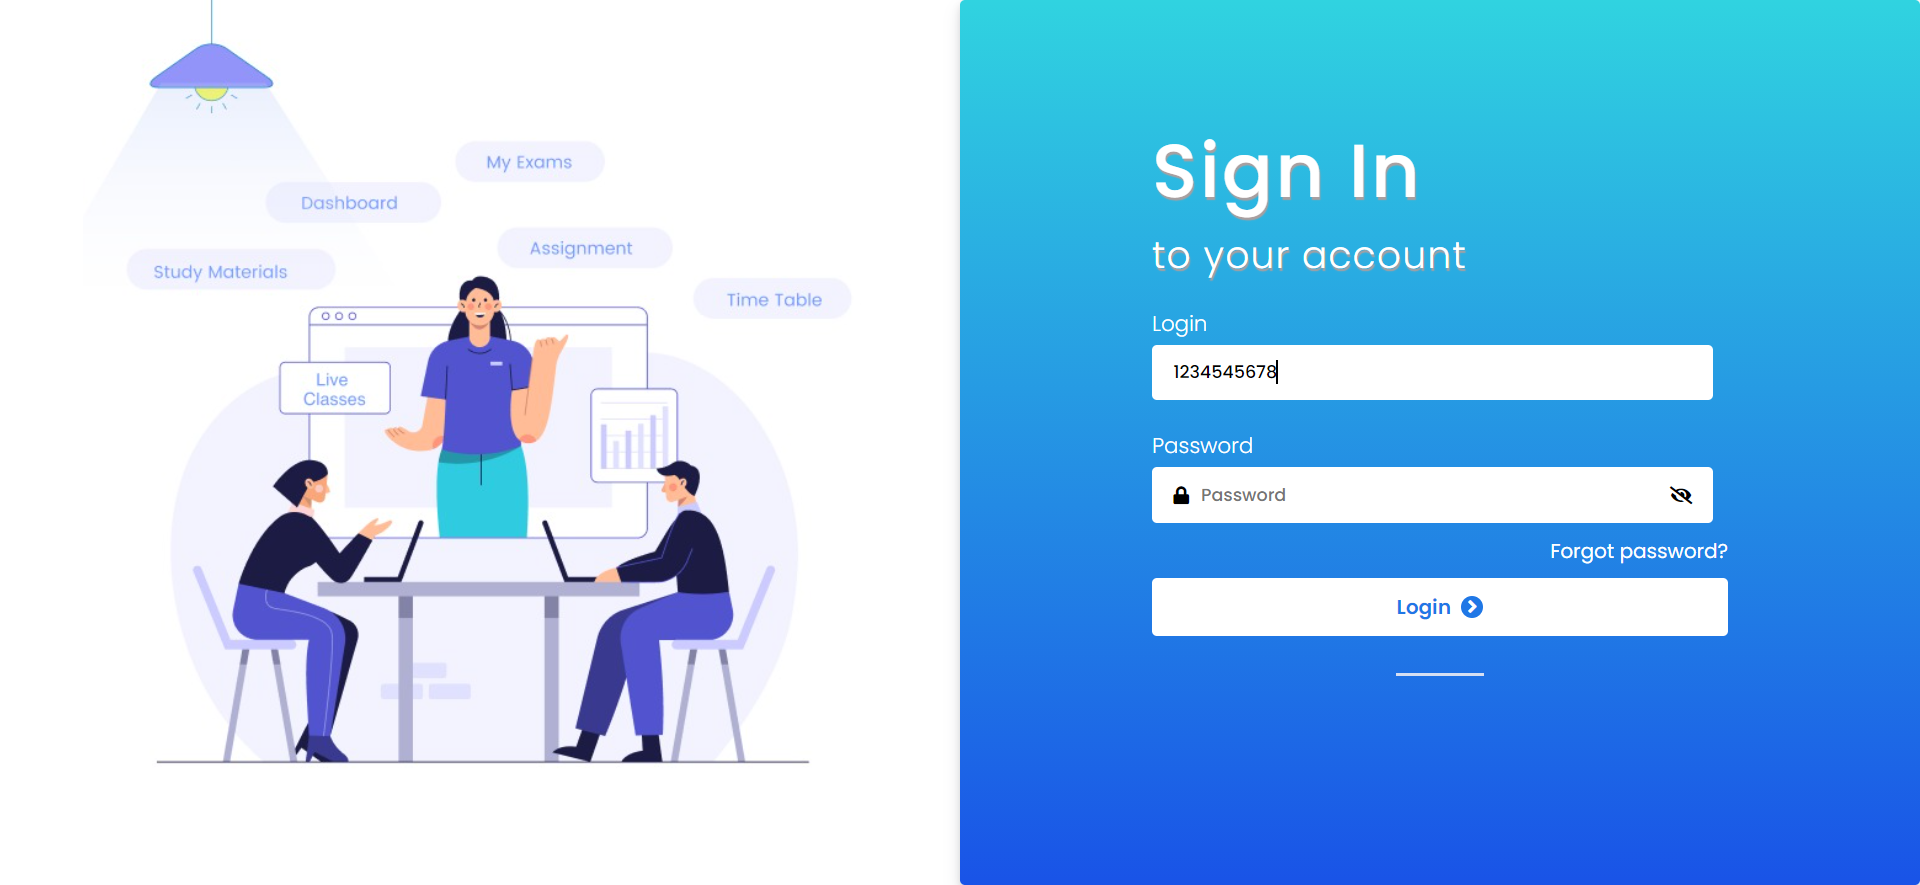 My Exams
Dashboard
Assignment
Study Materials
Time Table
Live
Classes
Sign In
to your account
Login
1234545678
Password
Password
Forgot password?
Login